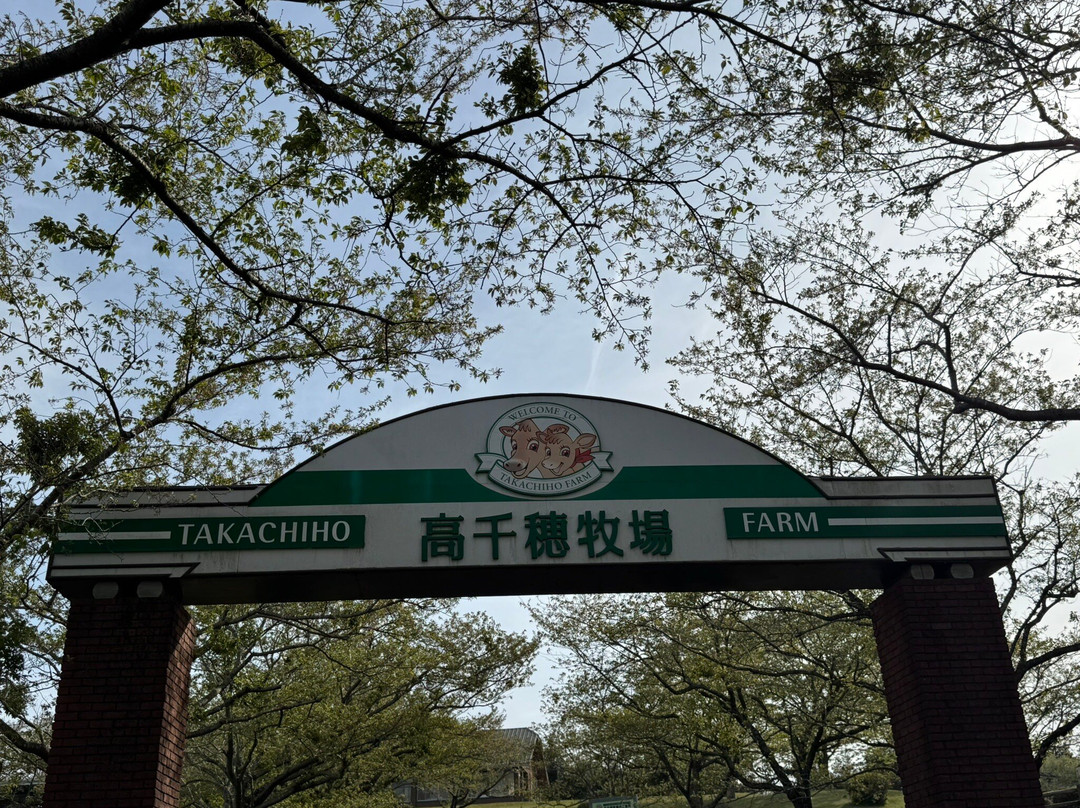 WELCOME TO
TAKACHIHO FARM
TAKACHIHO
高千穂牧場
FARM